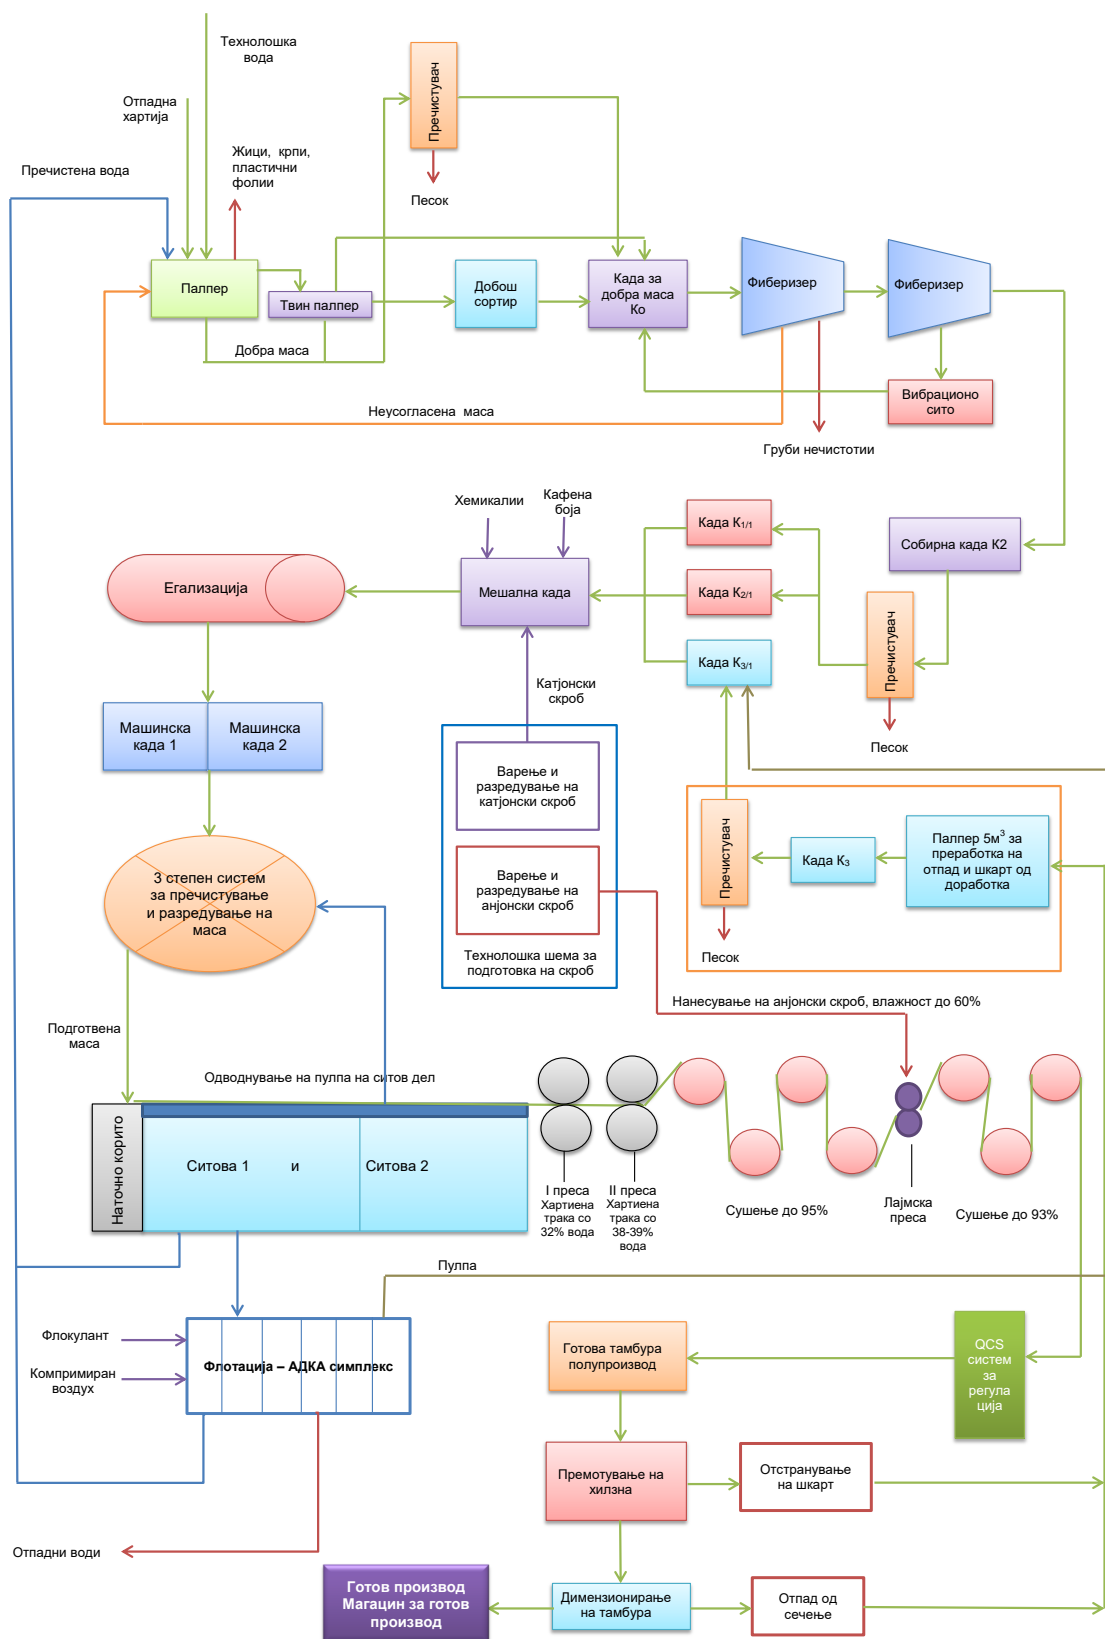 Технолошка
вода
Отпадна
хартија
Пречистена вода
Жици, крпи,
пластични
фолии
Пречистувач
Песок
Палпер
Твин палпер
Добош
сортир
Када за
добра маса
Ко
Фиберизер
Фиберизер
Добра маса
Неусогласена маса
Вибрационо
сито
Груби нечистотии
Хемикалии
Кафена
боја
Када К1/1
Собирна када К2
Егализација
Мешална када
Када К2/1
Када К3/1
Пречистувач
Песок
Катјонски
скроб
Машинска
када 1
Машинска
када 2
Варење и
разредување на
катјонски скроб
Варење и
разредување на
анјонски скроб
Технолошка шема за
подготовка на скроб
Пречистувач
Када К3
Палпер 5м³ за
преработка на
отпад и шкарт од
доработка
Песок
3 степен систем
за пречистување
и разредување на
маса
Нанесување на анјонски скроб, влажност до 60%
Подготвена
маса
Одводнување на пулпа на ситов дел
Наточно корито
Ситова 1 и Ситова 2
I преса
Хартиена
трака со
32% вода
II преса
Хартиена
трака со
38-39%
вода
Сушење до 95%
Лајмска
преса
Сушење до 93%
Пулпа
Флокулант
Компримиран
воздух
Флотација – АДКА симплекс
Готова тамбура
полупроизвод
QCS
систем
за
регула
ција
Премотување на
хилзна
Отстранување
на шкарт
Отпадни води
Готов производ
Магацин за готов
производ
Димензионирање
на тамбура
Отпад од
сечење